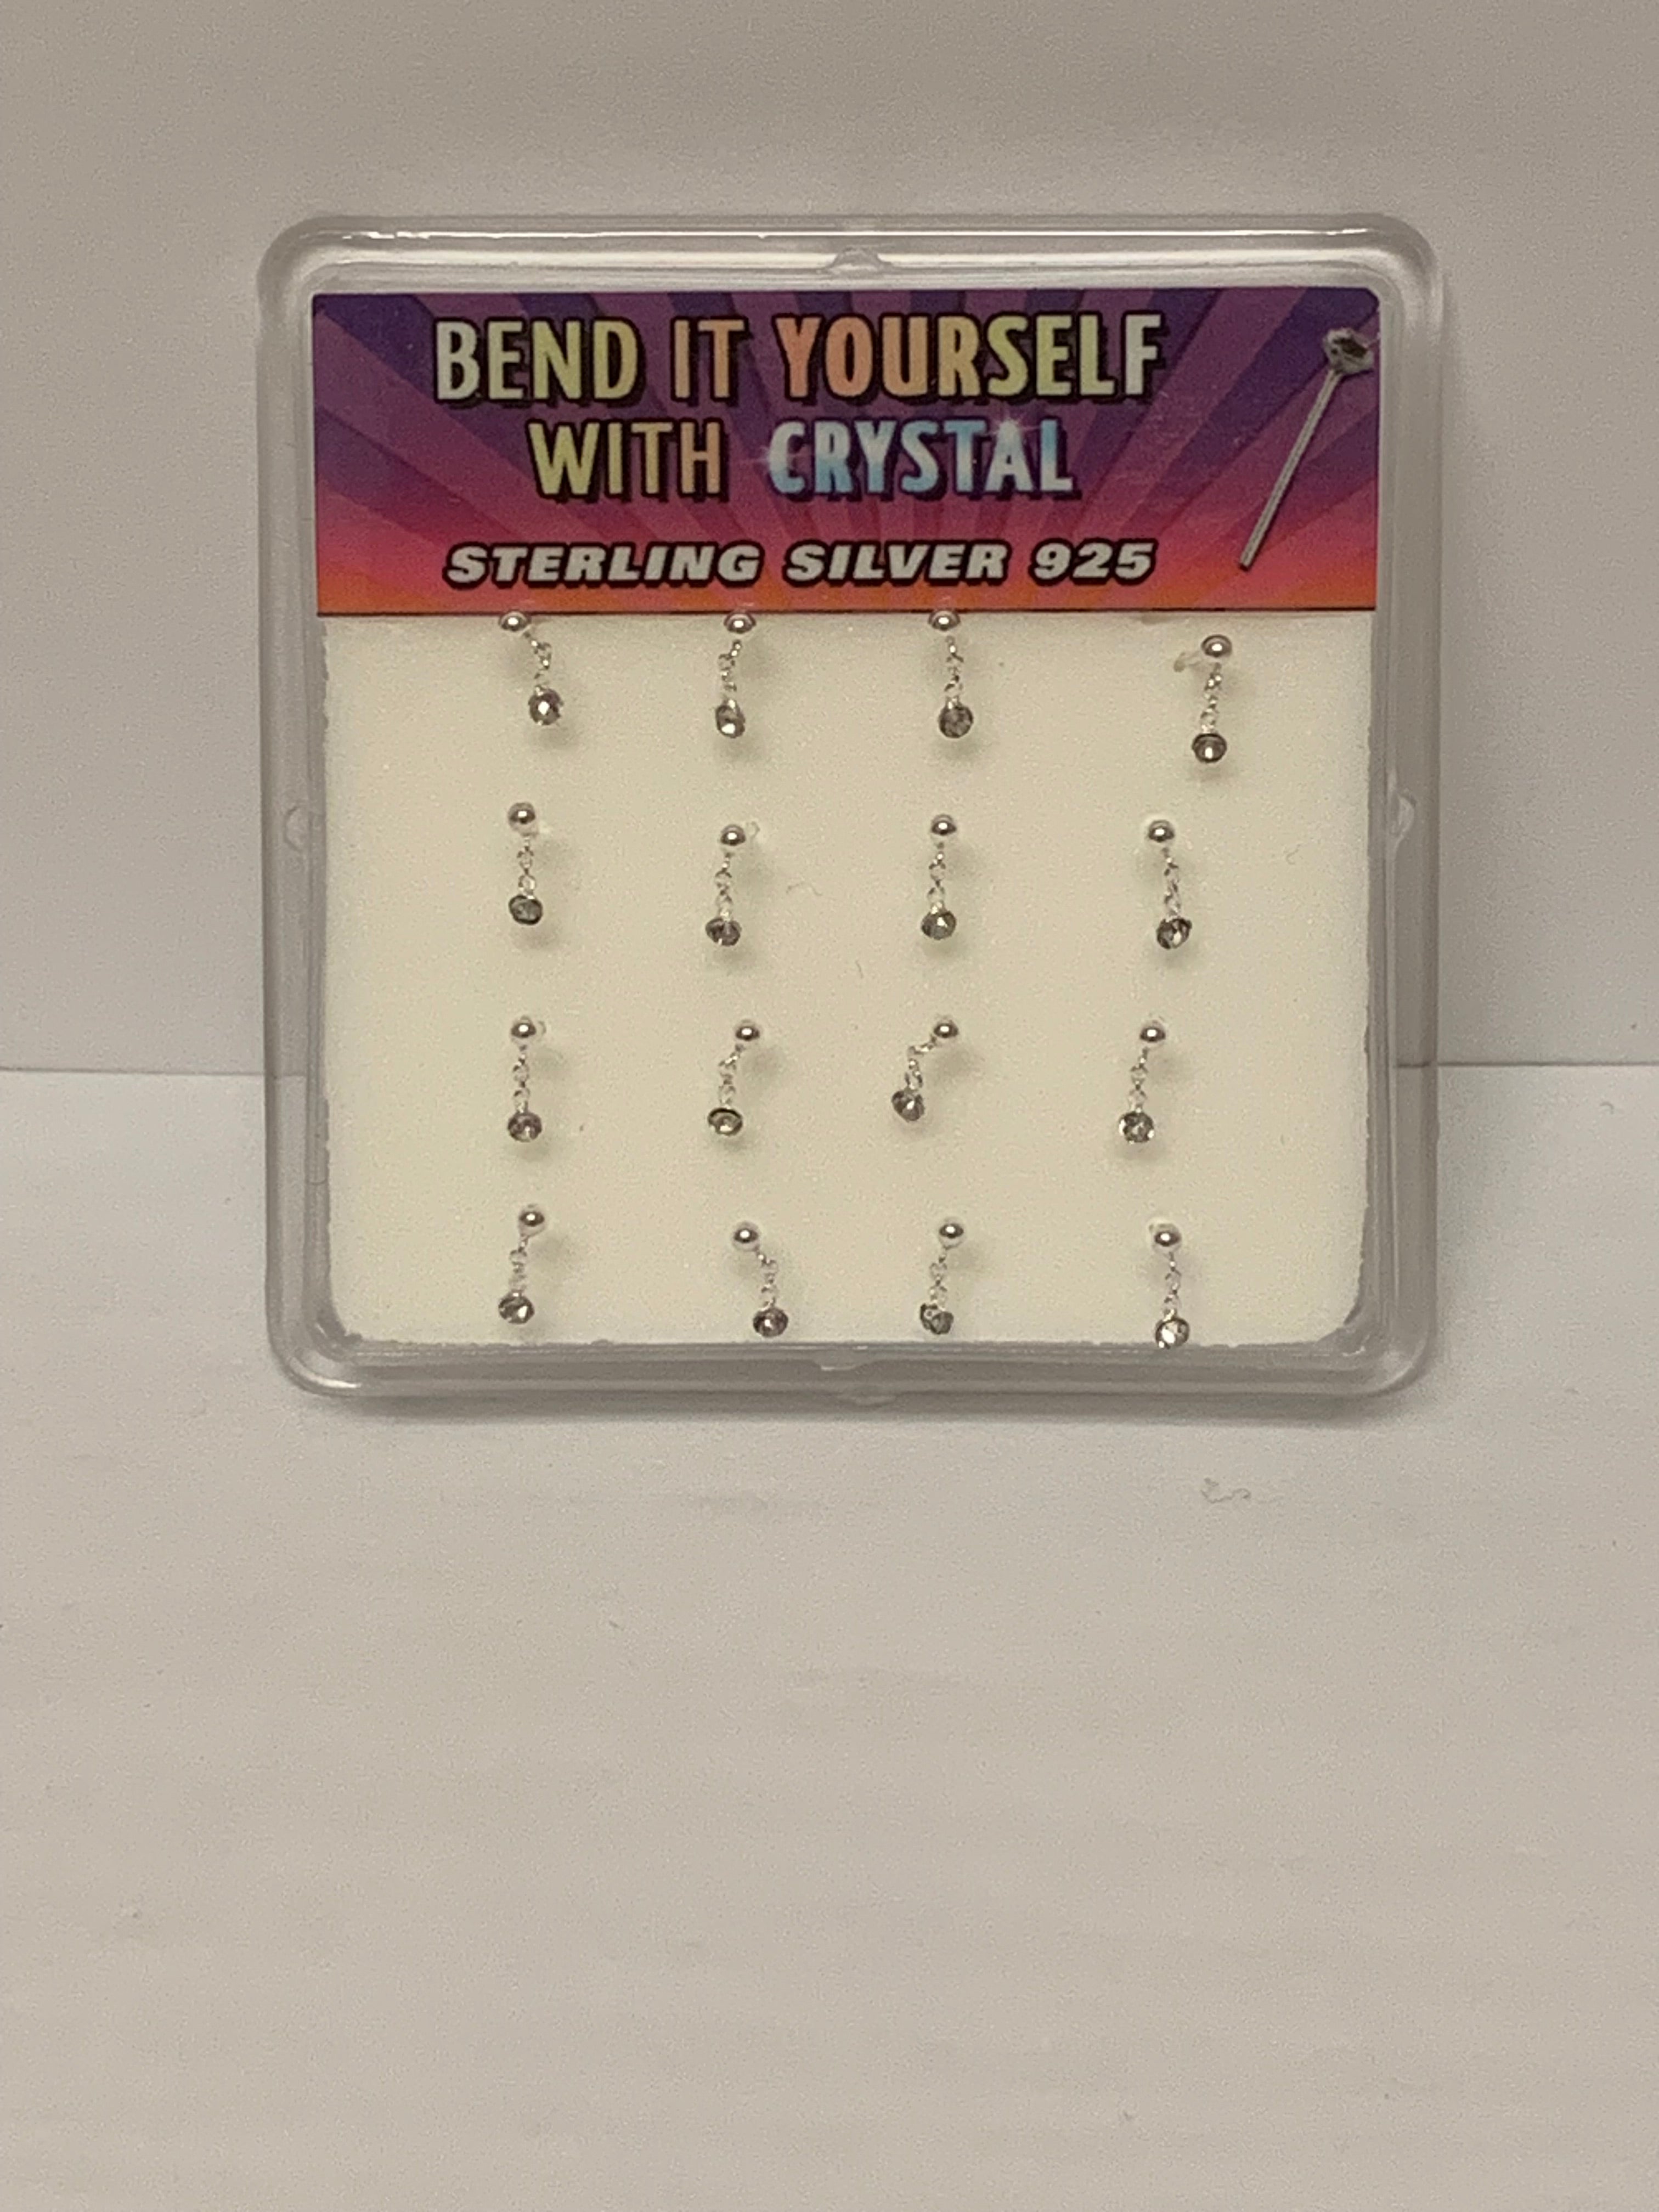 BEND IT YOURSELF
WITH CRYSTAL
STERLING SILVER 925